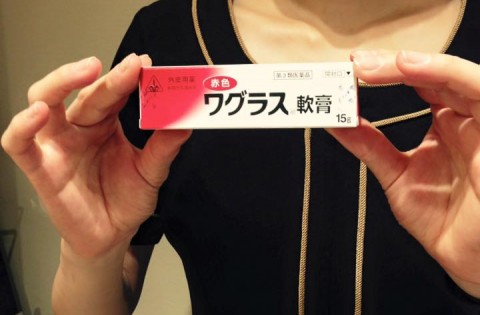 外皮用薬
第3類医薬品
赤色
ワグラス軟膏
15g